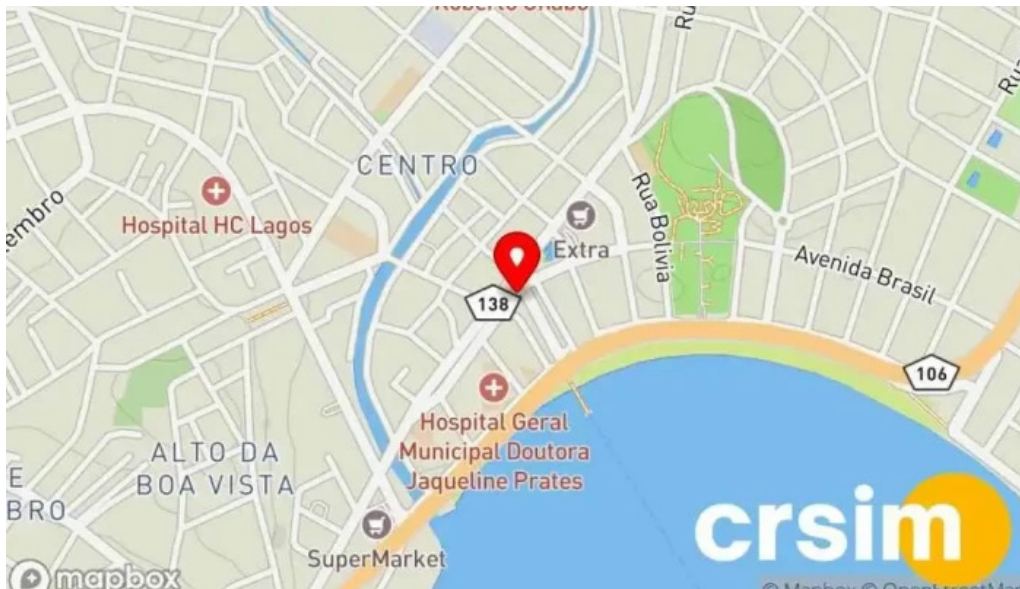 CENTRO
Hospital HC Lagos
Extra
Rua Bolivia
Avenida Brasil
138
106
Hospital Geral
Municipal Doutora
Jaqueline Prates
ALTO DA
BOA VISTA
SuperMarket
crsim
mapbox